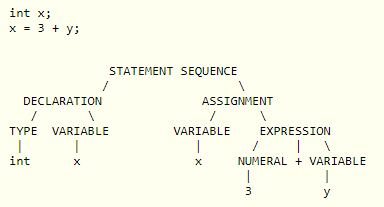 int x;
x = 3 + y;
STATEMENT SEQUENCE
DECLARATION ASSIGNMENT
TYPE VARIABLE VARIABLE EXPRESSION
int x x NUMERAL + VARIABLE
3 y